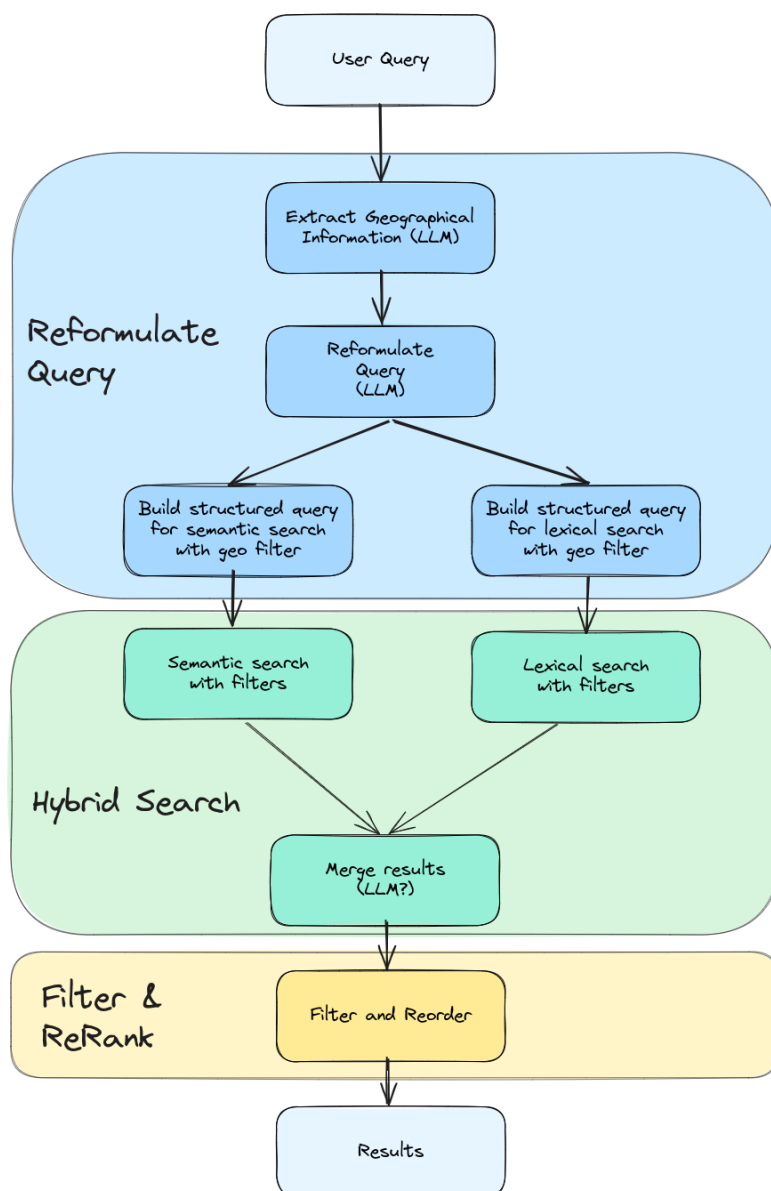 User Query
Extract Geographical
Information (LLM)
Reformulate
Query
Reformulate
Query
(LLM)
Build structured query
for semantic search
with geo filter
Build structured query
for lexical search
with geo filter
Semantic search
with filters
Lexical search
with filters
Hybrid Search
Merge results
(LLM?)
Filter &
ReRank
Filter and Reorder
Results